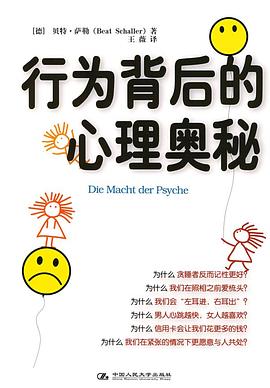 [德] 贝特·萨勒（Beat Schaller）著
王薇 译
行为背后的
心理奥秘
Die Macht der Psyche
为什么 贪睡者反而记性更好？
为什么 我们在照相之前爱梳头？
为什么 我们会“左耳进、右耳出”？
为什么 男人心跳越快，女人越喜欢？
为什么 信用卡会让我们花更多的钱？
为什么 我们在紧张的情况下更愿意与人共处？
中国人民大学出版社